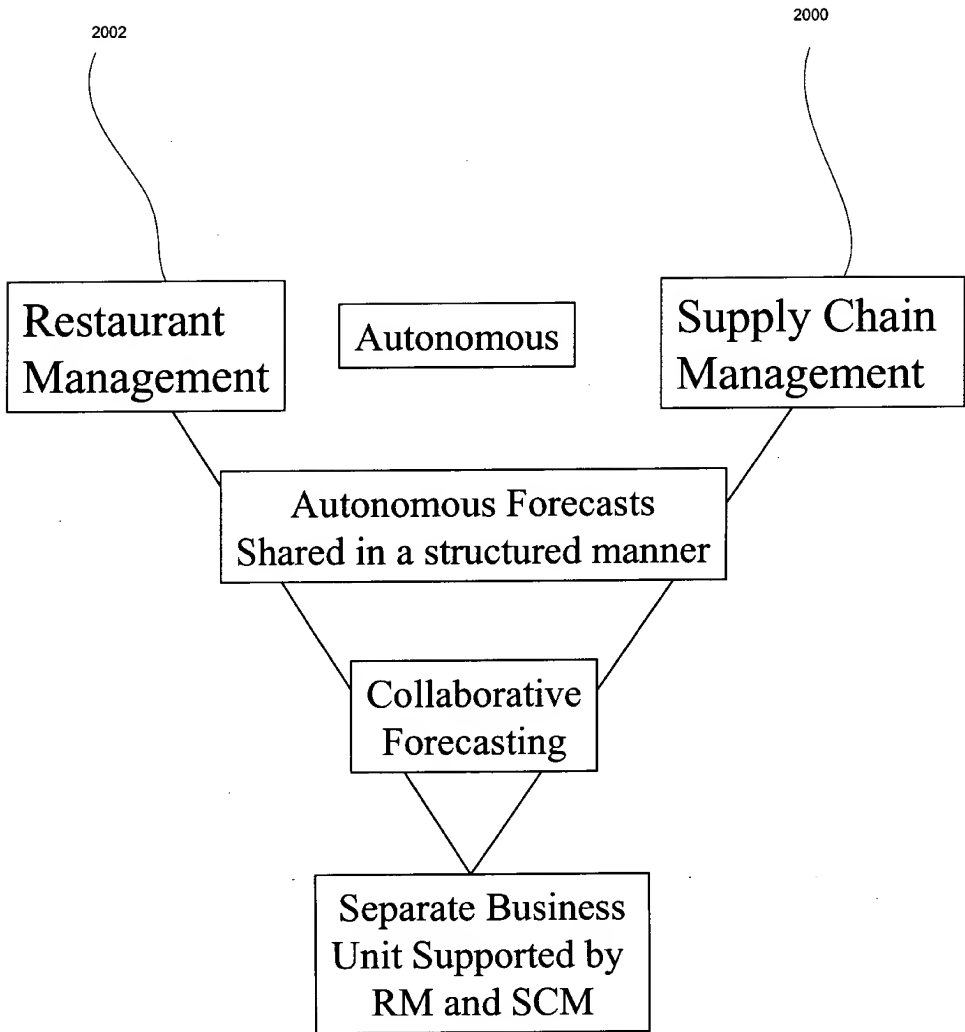 2002
2000
Restaurant
Management
Autonomous
Supply Chain
Management
Autonomous Forecasts
Shared in a structured manner
Collaborative
Forecasting
Separate Business
Unit Supported by
RM and SCM